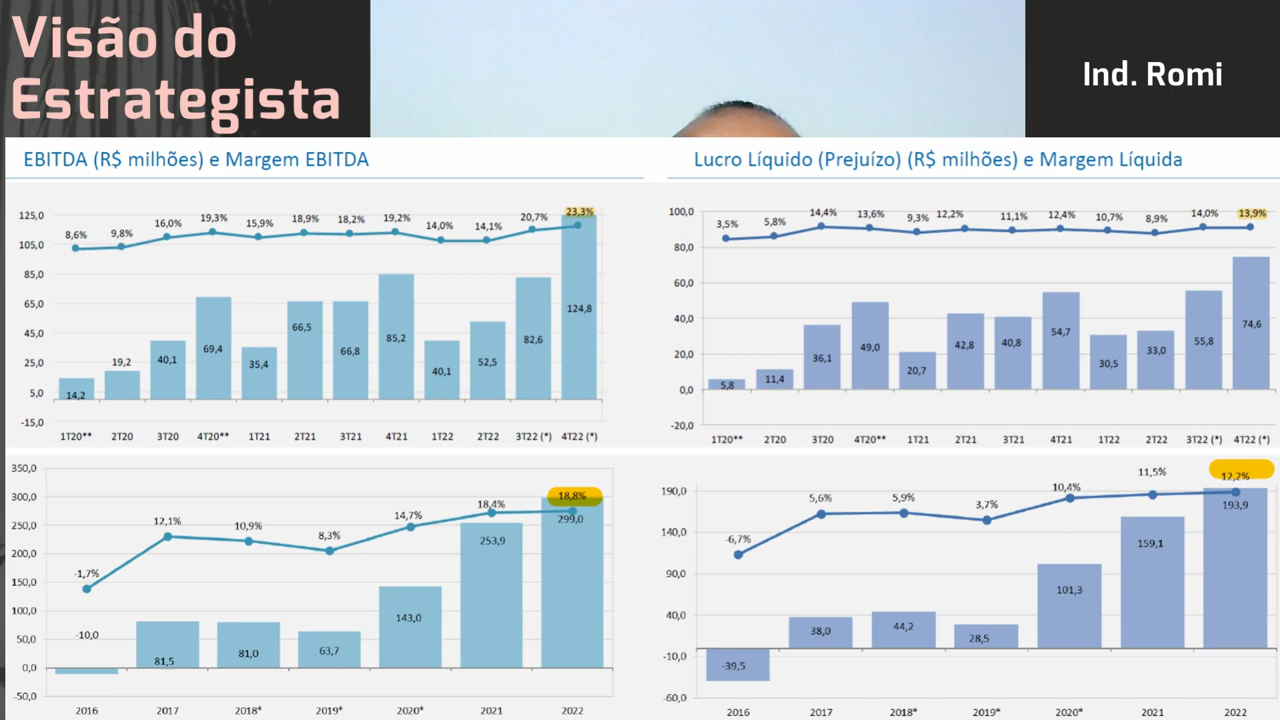 Visão do
Estrategista
Ind. Romi
EBITDA (R$ milhões) e Margem EBITDA
125,0
105,0
85,0
65,0
45,0
25,0
5,0
-15,0
8,6% 9,8% 16,0% 19,3% 15,9% 18,9% 18,2% 19,2% 14,0% 14,1% 20,7% 23,3%
14,2 19,2 40,1 69,4 35,4 66,5 66,8 85,2 40,1 52,5 82,6 124,8
1T20** 2T20 3T20 4T20** 1T21 2T21 3T21 4T21 1T22 2T22 3T22 (*) 4T22 (*)
Lucro Líquido (Prejuízo) (R$ milhões) e Margem Líquida
100,0
80,0
60,0
40,0
20,0
0,0
-20,0
3,5% 5,8% 14,4% 13,6% 9,3% 12,2% 11,1% 12,4% 10,7% 8,9% 14,0% 13,9%
5,8 11,4 36,1 49,0 20,7 42,8 40,8 54,7 30,5 33,0 55,8 74,6
1T20** 2T20 3T20 4T20** 1T21 2T21 3T21 4T21 1T22 2T22 3T22 (*) 4T22 (*)
350,0
300,0
250,0
200,0
150,0
100,0
50,0
0,0
-50,0
-1,7% 12,1% 10,9% 8,3% 14,7% 18,4% 18,8%
-10,0 81,5 81,0 63,7 143,0 253,9 299,0
2016 2017 2018* 2019* 2020* 2021 2022
190,0
140,0
90,0
40,0
-10,0
-60,0
-6,7% 5,6% 5,9% 3,7% 10,4% 11,5% 12,2%
-39,5 38,0 44,2 28,5 101,3 159,1 193,9
2016 2017 2018* 2019* 2020* 2021 2022